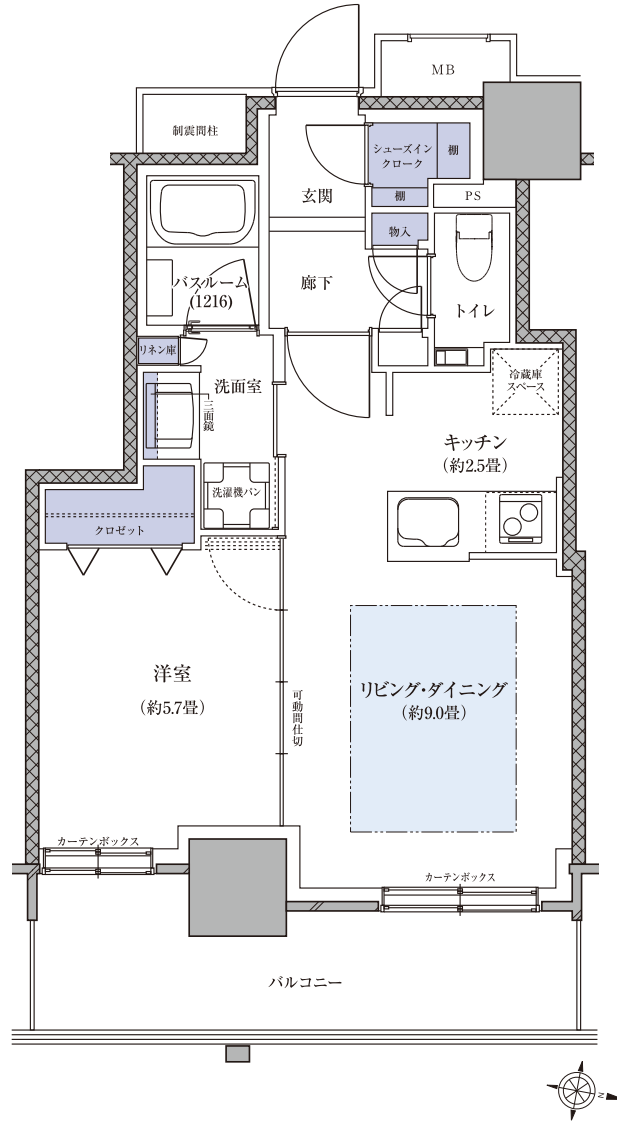 MB
制震間柱
シューズイン
クローク
棚
棚
玄関
PS
物入
廊下
トイレ
バスルーム
(1216)
リネン庫
洗面室
三面鏡
冷蔵庫
スペース
キッチン
(約2.5畳)
洗濯機パン
クロゼット
洋室
(約5.7畳)
可動間仕切
リビング・ダイニング
(約9.0畳)
カーテンボックス
カーテンボックス
バルコニー
N